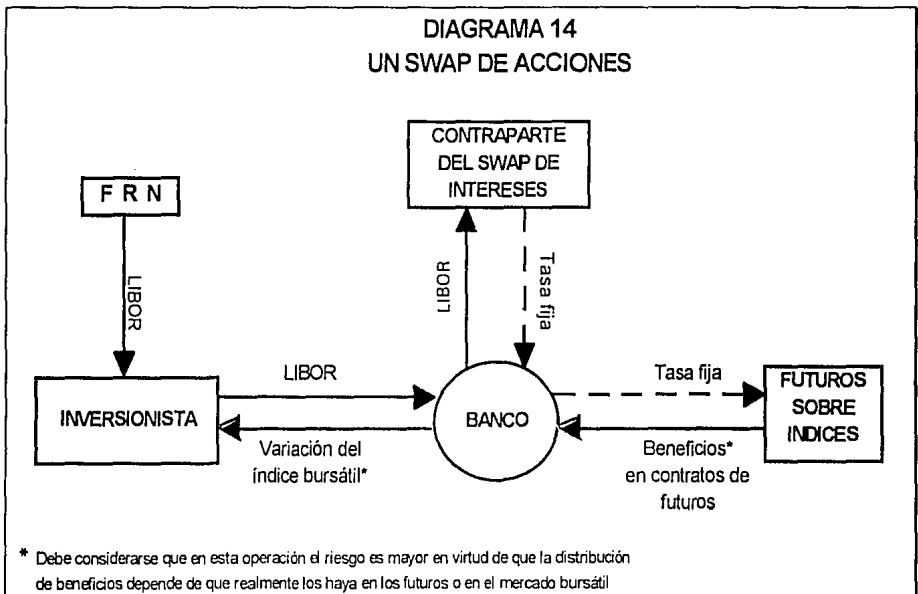 DIAGRAMA 14
UN SWAP DE ACCIONES
CONTRAPARTE
DEL SWAP DE
INTERESES
F R N
LIBOR
LIBOR
Tasa fija
LIBOR
Tasa fija
INVERSIONISTA
BANCO
FUTUROS
SOBRE
INDICES
Variación del
índice bursátil*
Beneficios*
en contratos de
futuros
* Debe considerarse que en esta operación el riesgo es mayor en virtud de que la distribución
de beneficios depende de que realmente los haya en los futuros o en el mercado bursátil